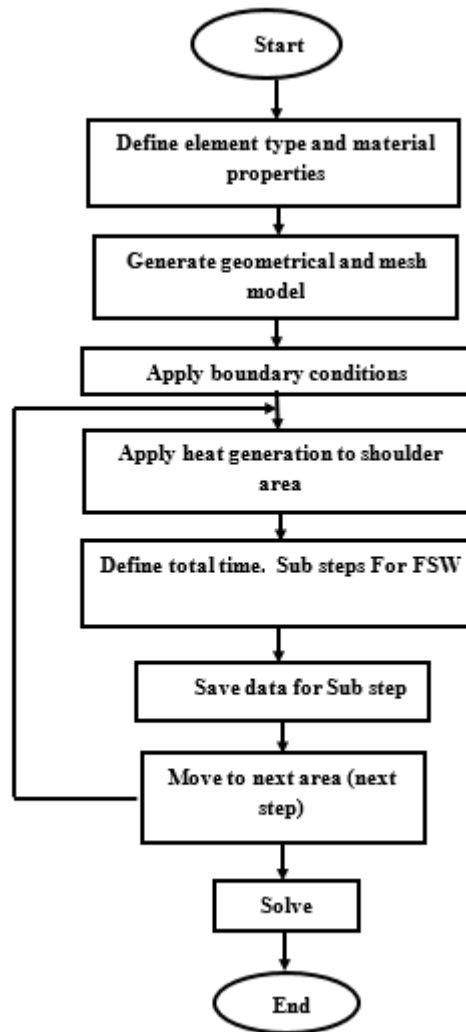 Start
Define element type and material
properties
Generate geometrical and mesh
model
Apply boundary conditions
Apply heat generation to shoulder
area
Define total time.  Sub steps For FSW
Save data for Sub step
Move to next area (next
step)
Solve
End